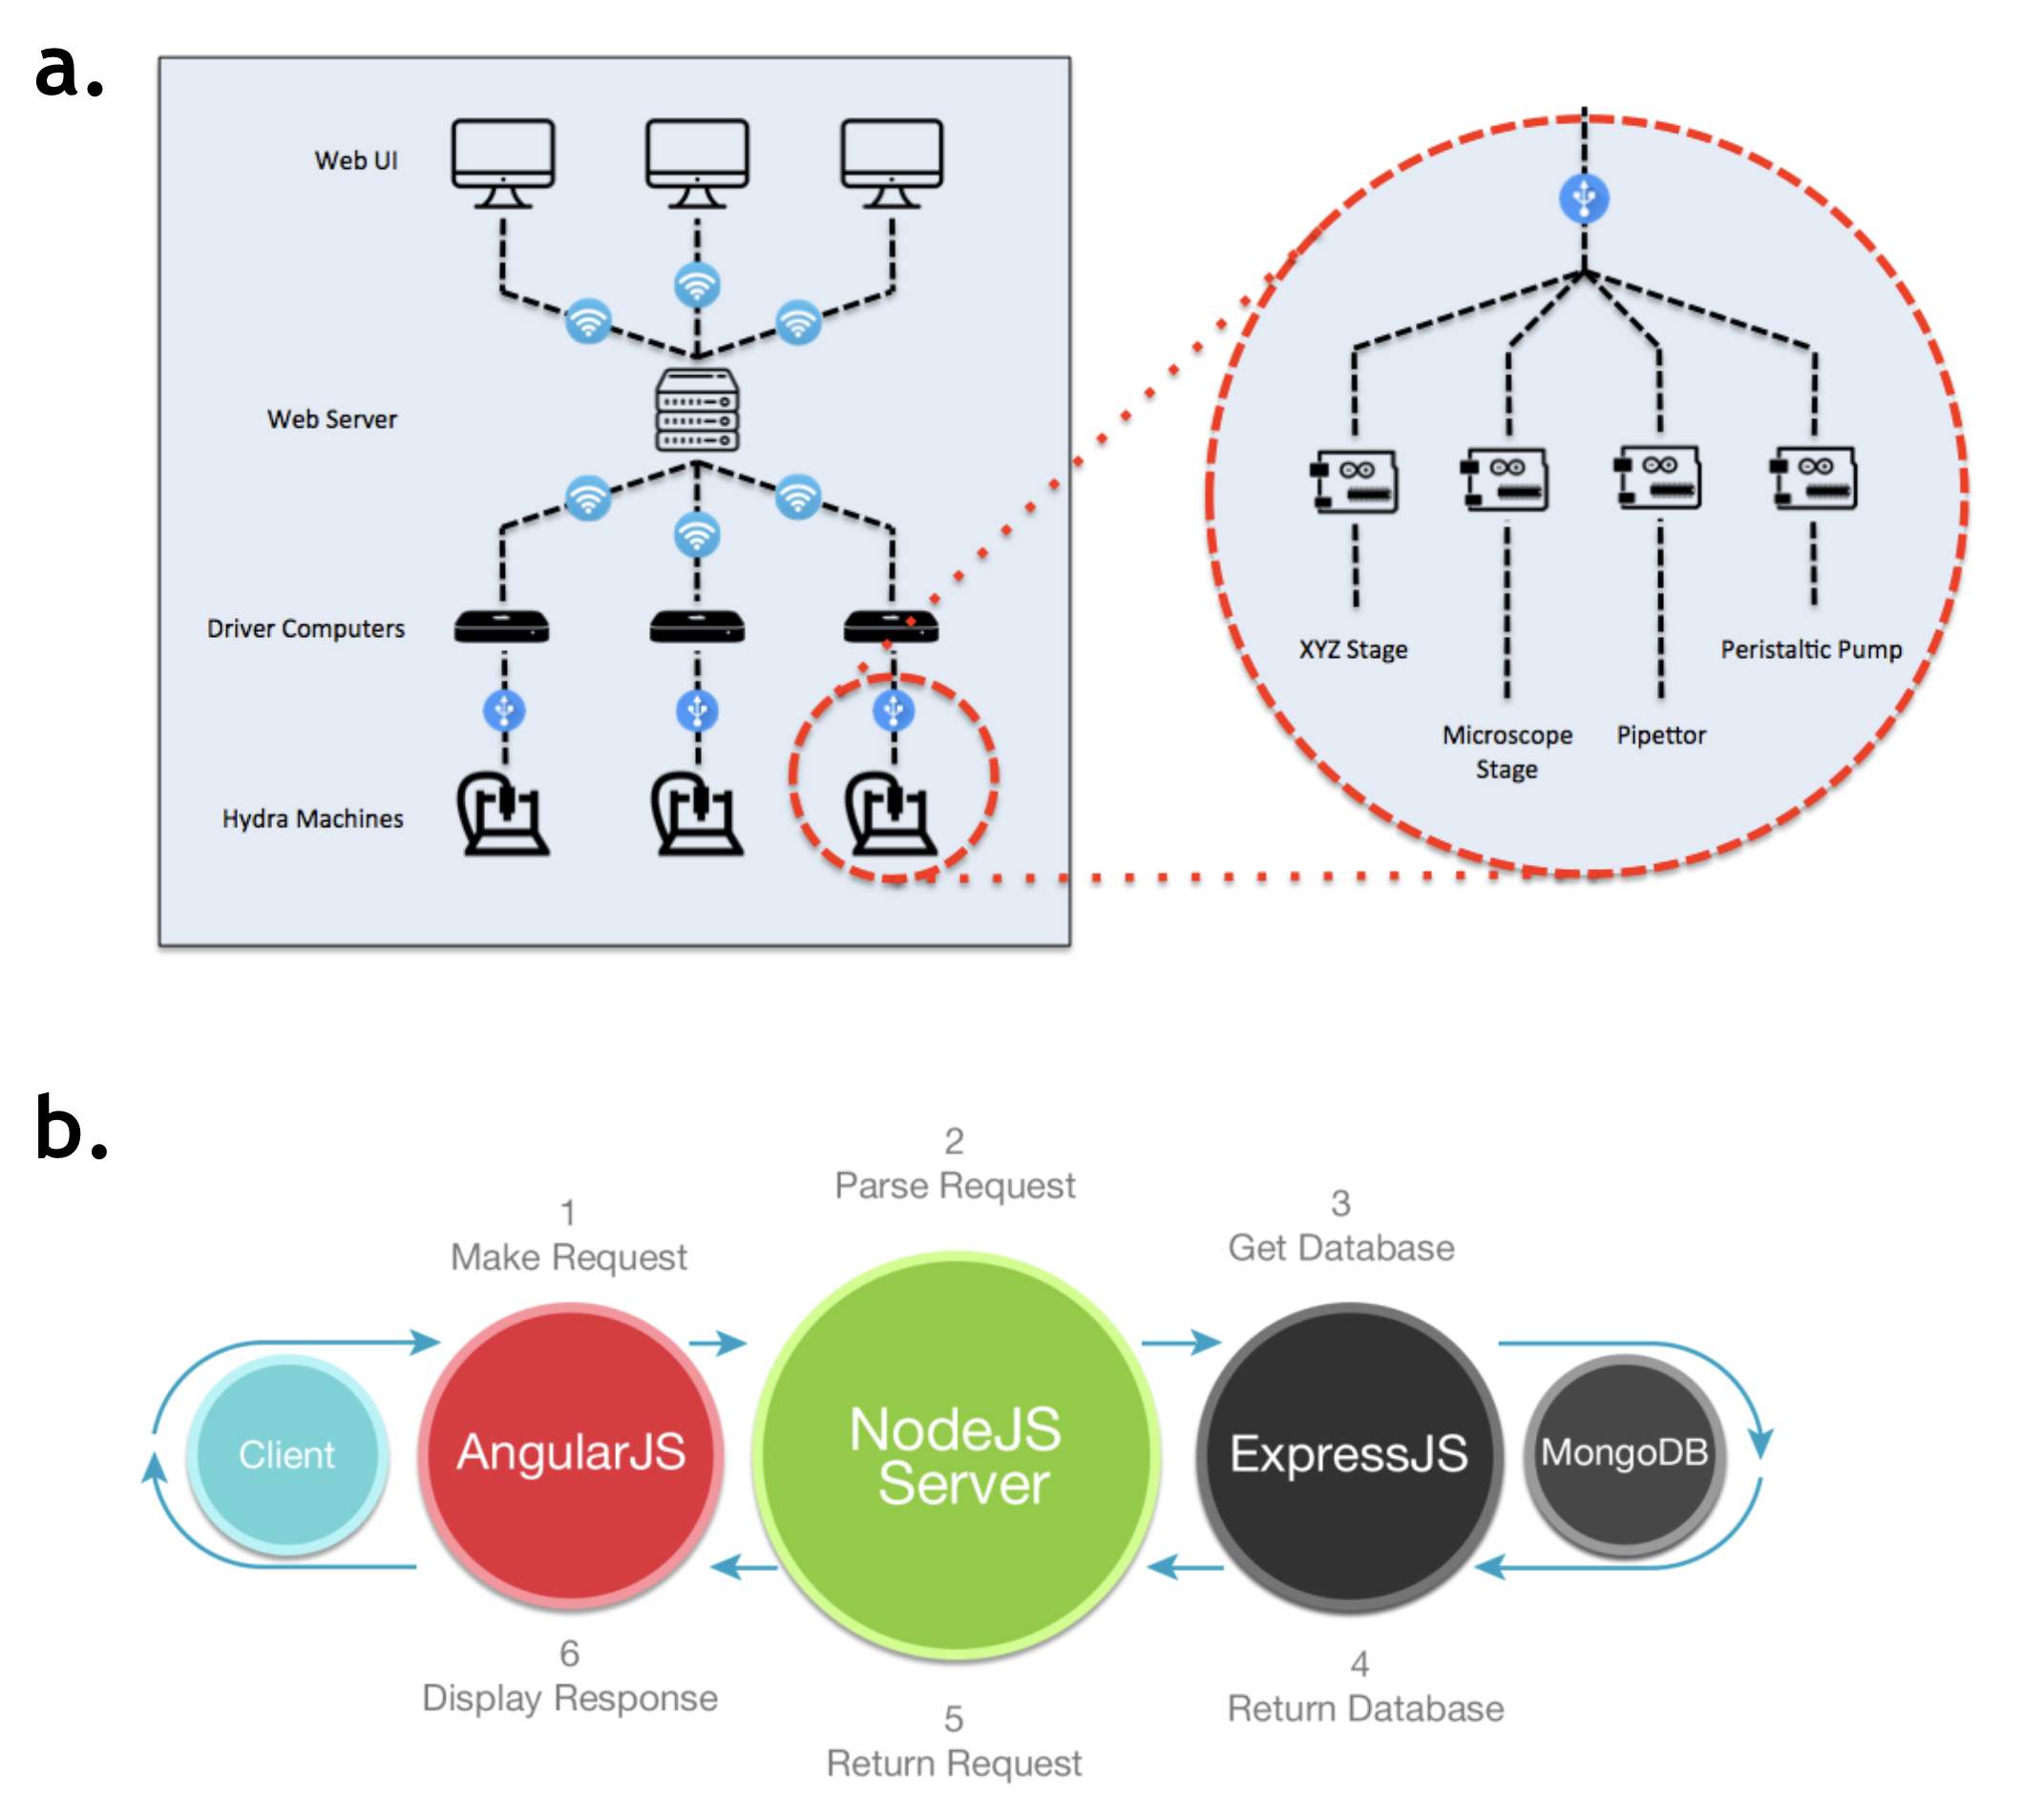 a.
Web UI
Web Server
Driver Computers
Hydra Machines
XYZ Stage
Microscope
Stage
Pipettor
Peristaltic Pump
b.
1
Make Request
2
Parse Request
3
Get Database
Client
AngularJS
NodeJS
Server
ExpressJS
MongoDB
6
Display Response
5
Return Request
4
Return Database